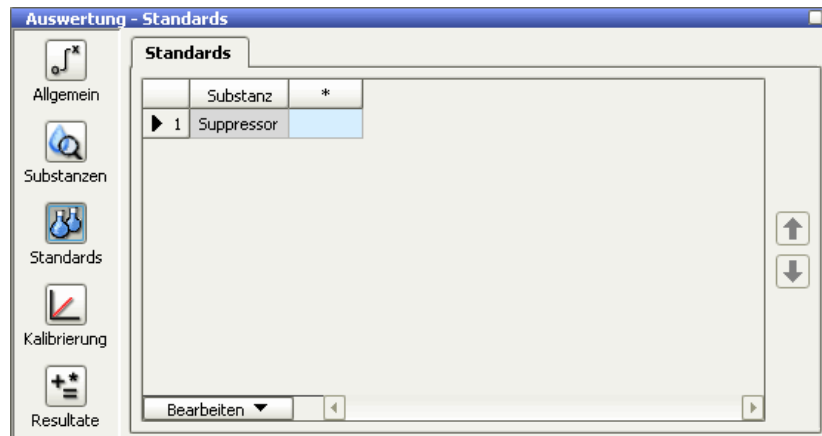 Auswertung - Standards
Allgemein
Substanzen
Standards
Kalibrierung
Resultate
Standards
Substanz *
1 Suppressor
Bearbeiten